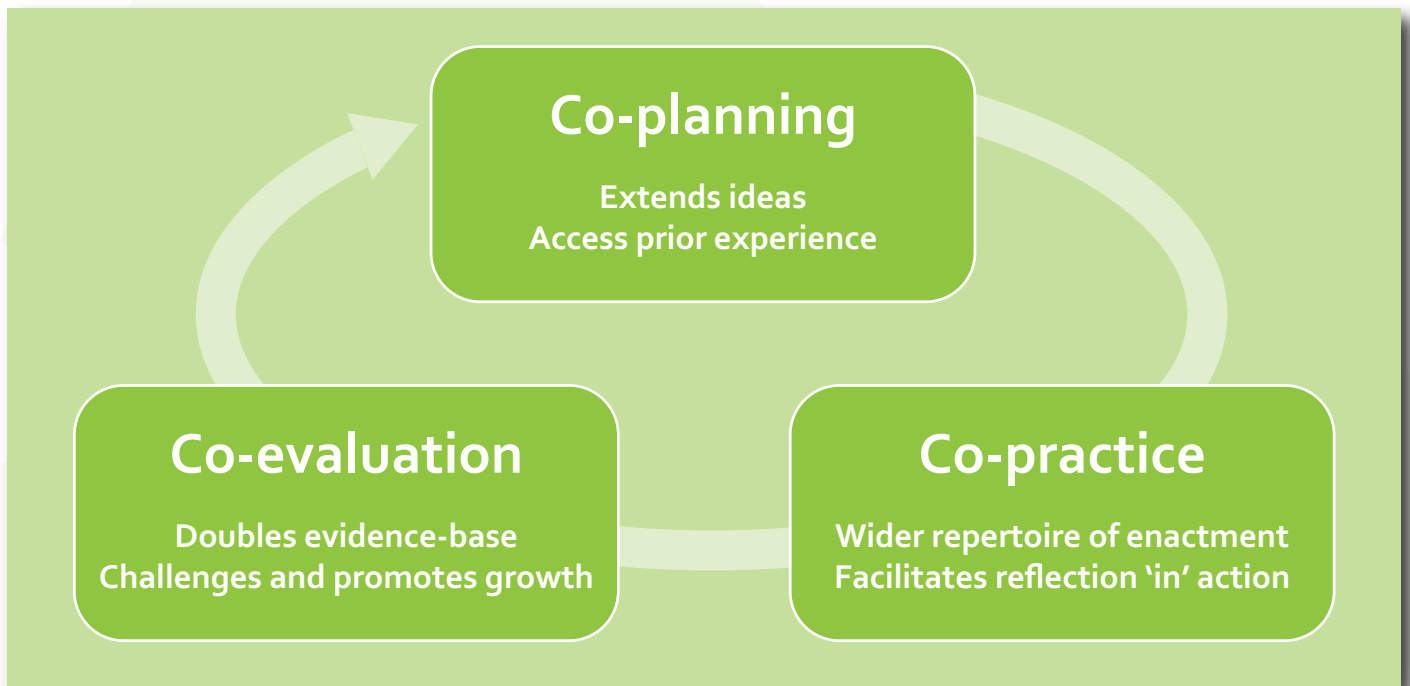 Co-planning
Extends ideas
Access prior experience
Co-evaluation
Doubles evidence-base
Challenges and promotes growth
Co-practice
Wider repertoire of enactment
Facilitates reflection ‘in’ action